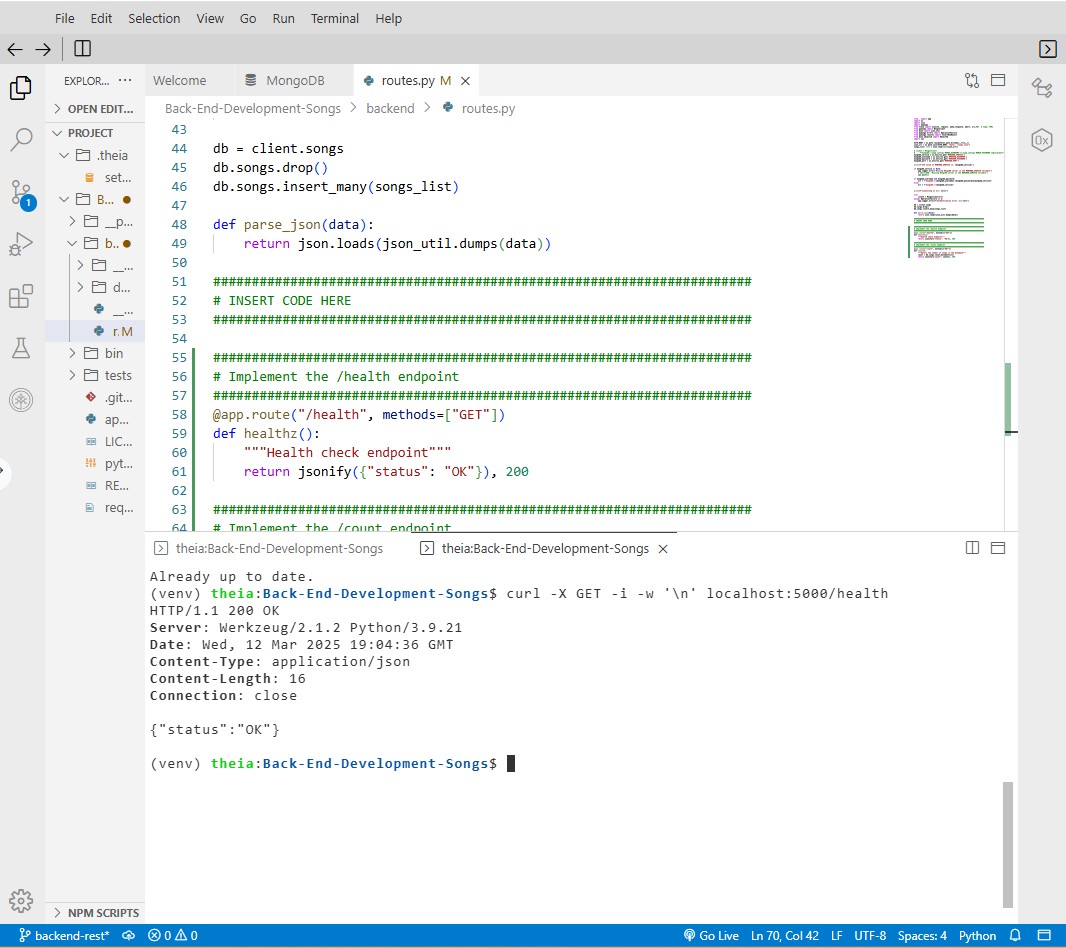 File Edit Selection View Go Run Terminal Help
EXPLOR... ···
Welcome MongoDB routes.py M
OPEN EDIT...
Back-End-Development-Songs > backend > routes.py
PROJECT
.theia
set...
B...
__p...
b..
__...
d...
__...
r. M
bin
tests
.git...
ap...
LIC...
pyt...
RE...
req...
NPM SCRIPTS
1
43
44 db = client.songs
45 db.songs.drop()
46 db.songs.insert_many(songs_list)
47
48 def parse_json(data):
49     return json.loads(json_util.dumps(data))
50
51 ######################################################################
52 # INSERT CODE HERE
53 ######################################################################
54
55 ######################################################################
56 # Implement the /health endpoint
57 ######################################################################
58 @app.route("/health", methods=["GET"])
59 def healthz():
60     """Health check endpoint"""
61     return jsonify({"status": "OK"}), 200
62
63 ######################################################################
64 # Implement the /count endpoint
theia:Back-End-Development-Songs theia:Back-End-Development-Songs
Already up to date.
(venv) theia:Back-End-Development-Songs$ curl -X GET -i -w '\n' localhost:5000/health
HTTP/1.1 200 OK
Server: Werkzeug/2.1.2 Python/3.9.21
Date: Wed, 12 Mar 2025 19:04:36 GMT
Content-Type: application/json
Content-Length: 16
Connection: close
{"status":"OK"}
(venv) theia:Back-End-Development-Songs$
0x
backend-rest* 0 0 Go Live Ln 70, Col 42 LF UTF-8 Spaces: 4 Python